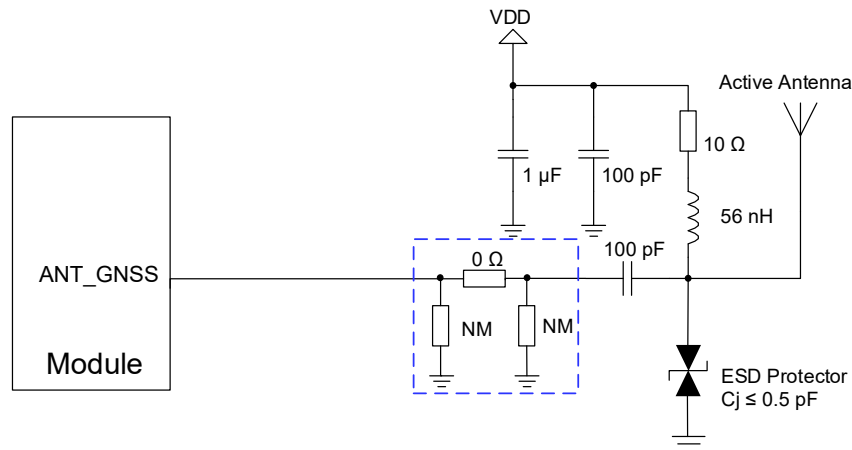 VDD
Active Antenna
10 Ω
1 µF
100 pF
56 nH
0 Ω
100 pF
ANT_GNSS
NM
NM
Module
ESD Protector
Cj ≤ 0.5 pF